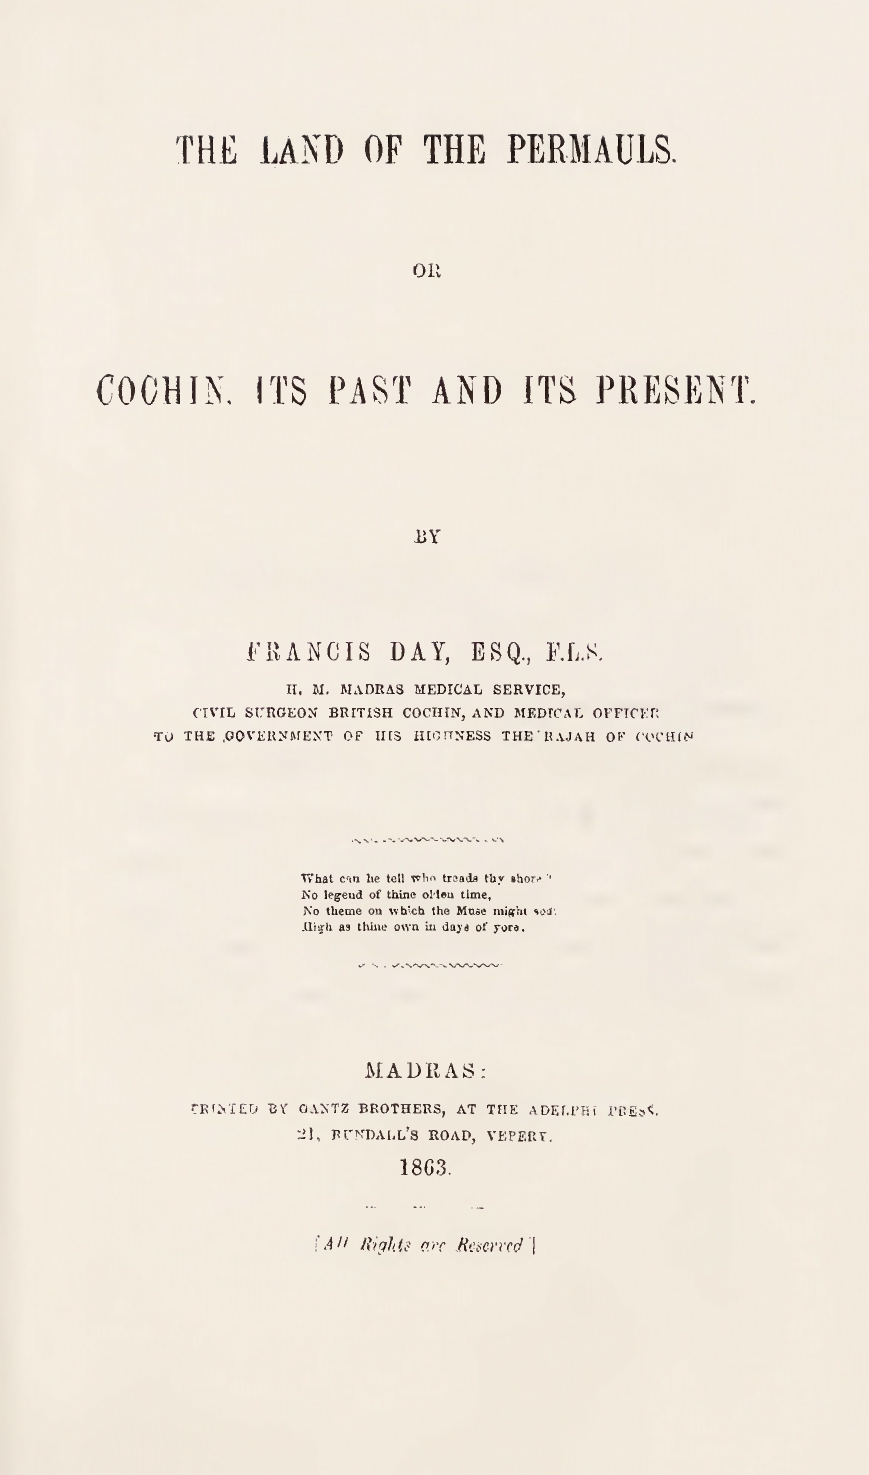 THE LAND OF THE PERMAULS.
OR
COCHIN, ITS PAST AND ITS PRESENT.
BY
FRANCIS DAY, ESQ., F.L.S.
H. M. MADRAS MEDICAL SERVICE,
CIVIL SURGEON BRITISH COCHIN, AND MEDICAL OFFICER
TO THE GOVERNMENT OF HIS HIGHNESS THE RAJAH OF COCHIN
What can he tell who treads thy shore?
No legend of thine olden time,
No theme on which the Muse might soar
High as thine own in days of yore.
MADRAS:
PRINTED BY GANTZ BROTHERS, AT THE ADELPHI PRESS,
21, RUNDALL'S ROAD, VEPERY.
1863.
[All Rights are Reserved]